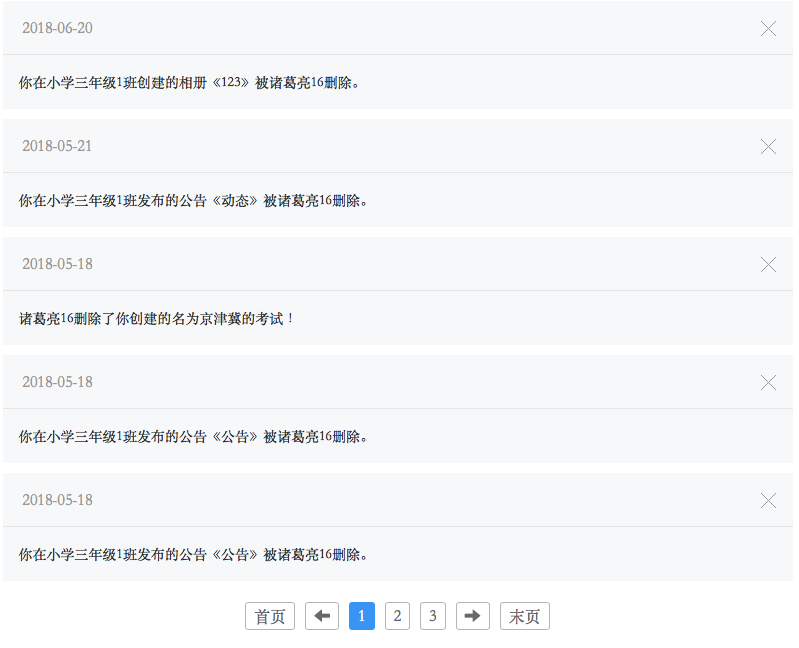 2018-06-20
你在小学三年级1班创建的相册《123》被诸葛亮16删除。
2018-05-21
你在小学三年级1班发布的公告《动态》被诸葛亮16删除。
2018-05-18
诸葛亮16删除了你创建的名为京津冀的考试！
2018-05-18
你在小学三年级1班发布的公告《公告》被诸葛亮16删除。
2018-05-18
你在小学三年级1班发布的公告《公告》被诸葛亮16删除。
首页 1 2 3 末页